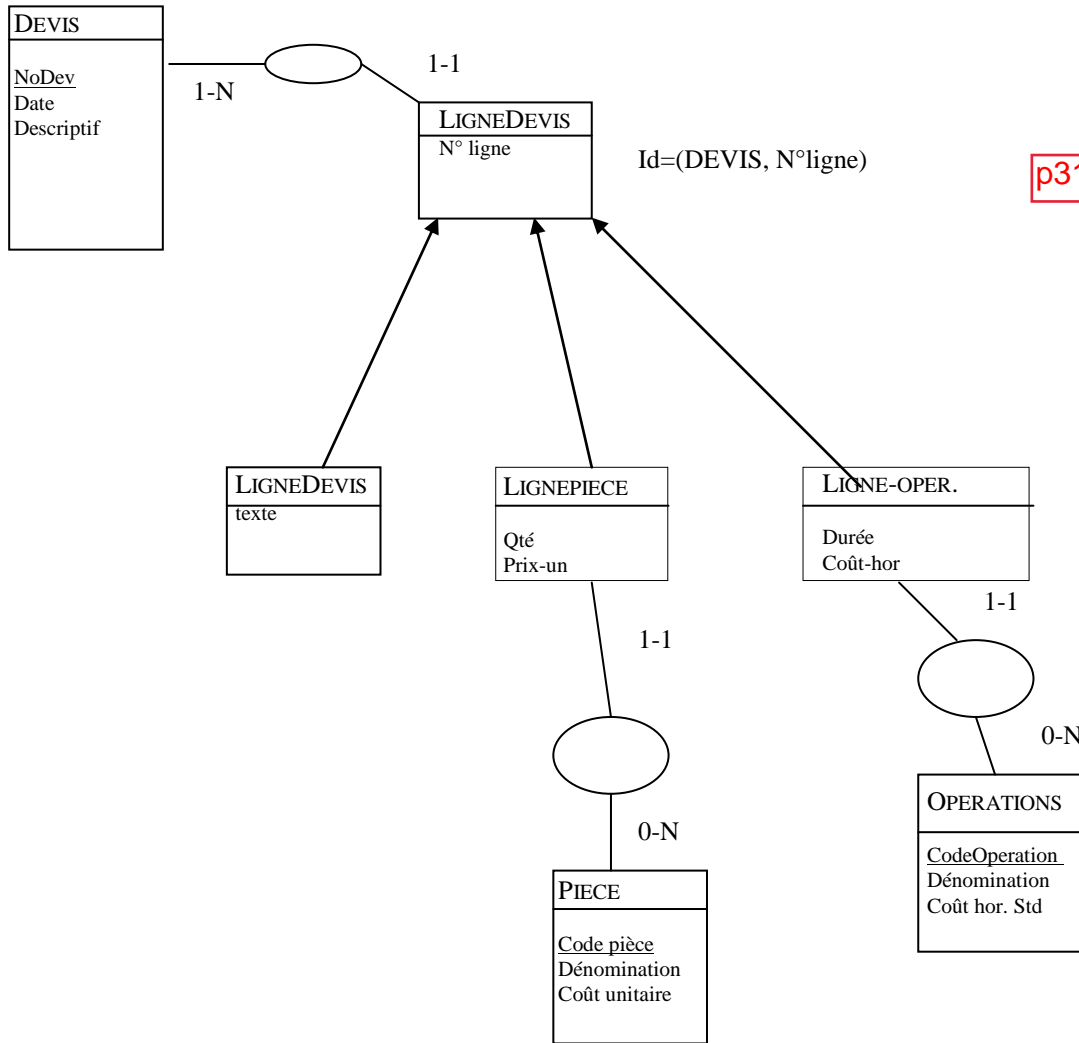 DEVIS
NoDev
Date
Descriptif
1-N
1-1
LIGNEDEVIS
N° ligne
Id=(DEVIS, N°ligne)
p31
LIGNEDEVIS
texte
LIGNEPIECE
Qté
Prix-un
LIGNE-OPER.
Durée
Coût-hor
1-1
1-1
0-N
0-N
PIECE
Code pièce
Dénomination
Coût unitaire
OPERATIONS
CodeOperation
Dénomination
Coût hor. Std